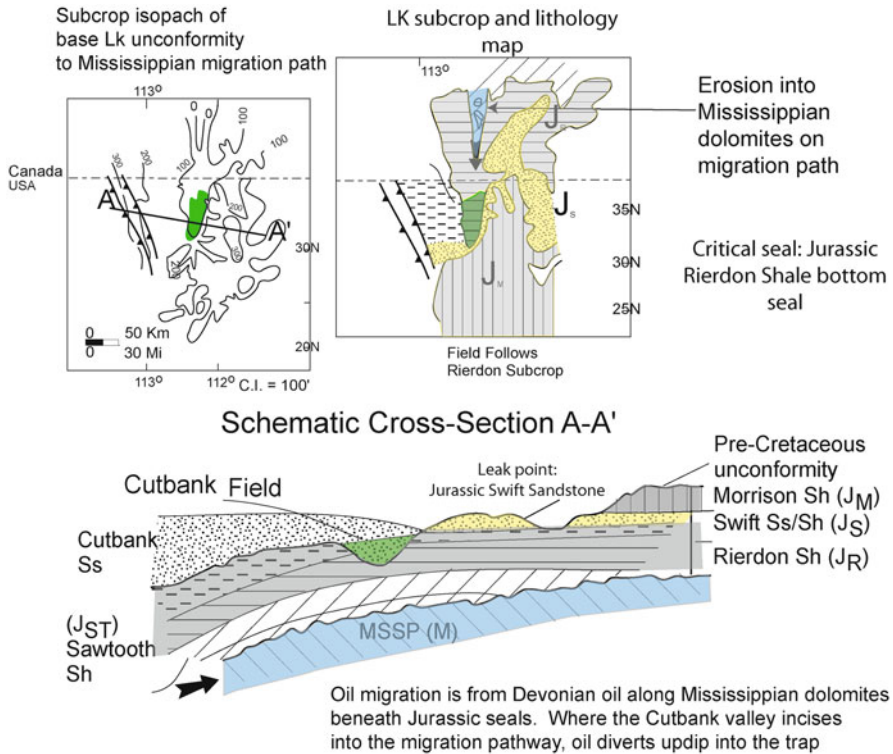 Subcrop isopach of
base Lk unconformity
to Mississippian migration path
113°
0
0
100
100
100
300
200
200
200
Canada
USA
A
A'
30N
0 50 Km
0 30 Mi
29N
113°
112°
C.I. = 100'
LK subcrop and lithology
map
113°
J
J S
J M
35N
30N
25N
Field Follows
Rierdon Subcrop
Erosion into
Mississippian
dolomites on
migration path
Critical seal: Jurassic
Rierdon Shale bottom
seal
Schematic Cross-Section A-A'
Cutbank Field
Leak point:
Jurassic Swift Sandstone
Pre-Cretaceous
unconformity
Morrison Sh (JM)
Swift Ss/Sh (JS)
Rierdon Sh (JR)
Cutbank
Ss
(JST)
Sawtooth
Sh
MSSP (M)
Oil migration is from Devonian oil along Mississippian dolomites
beneath Jurassic seals. Where the Cutbank valley incises
into the migration pathway, oil diverts updip into the trap